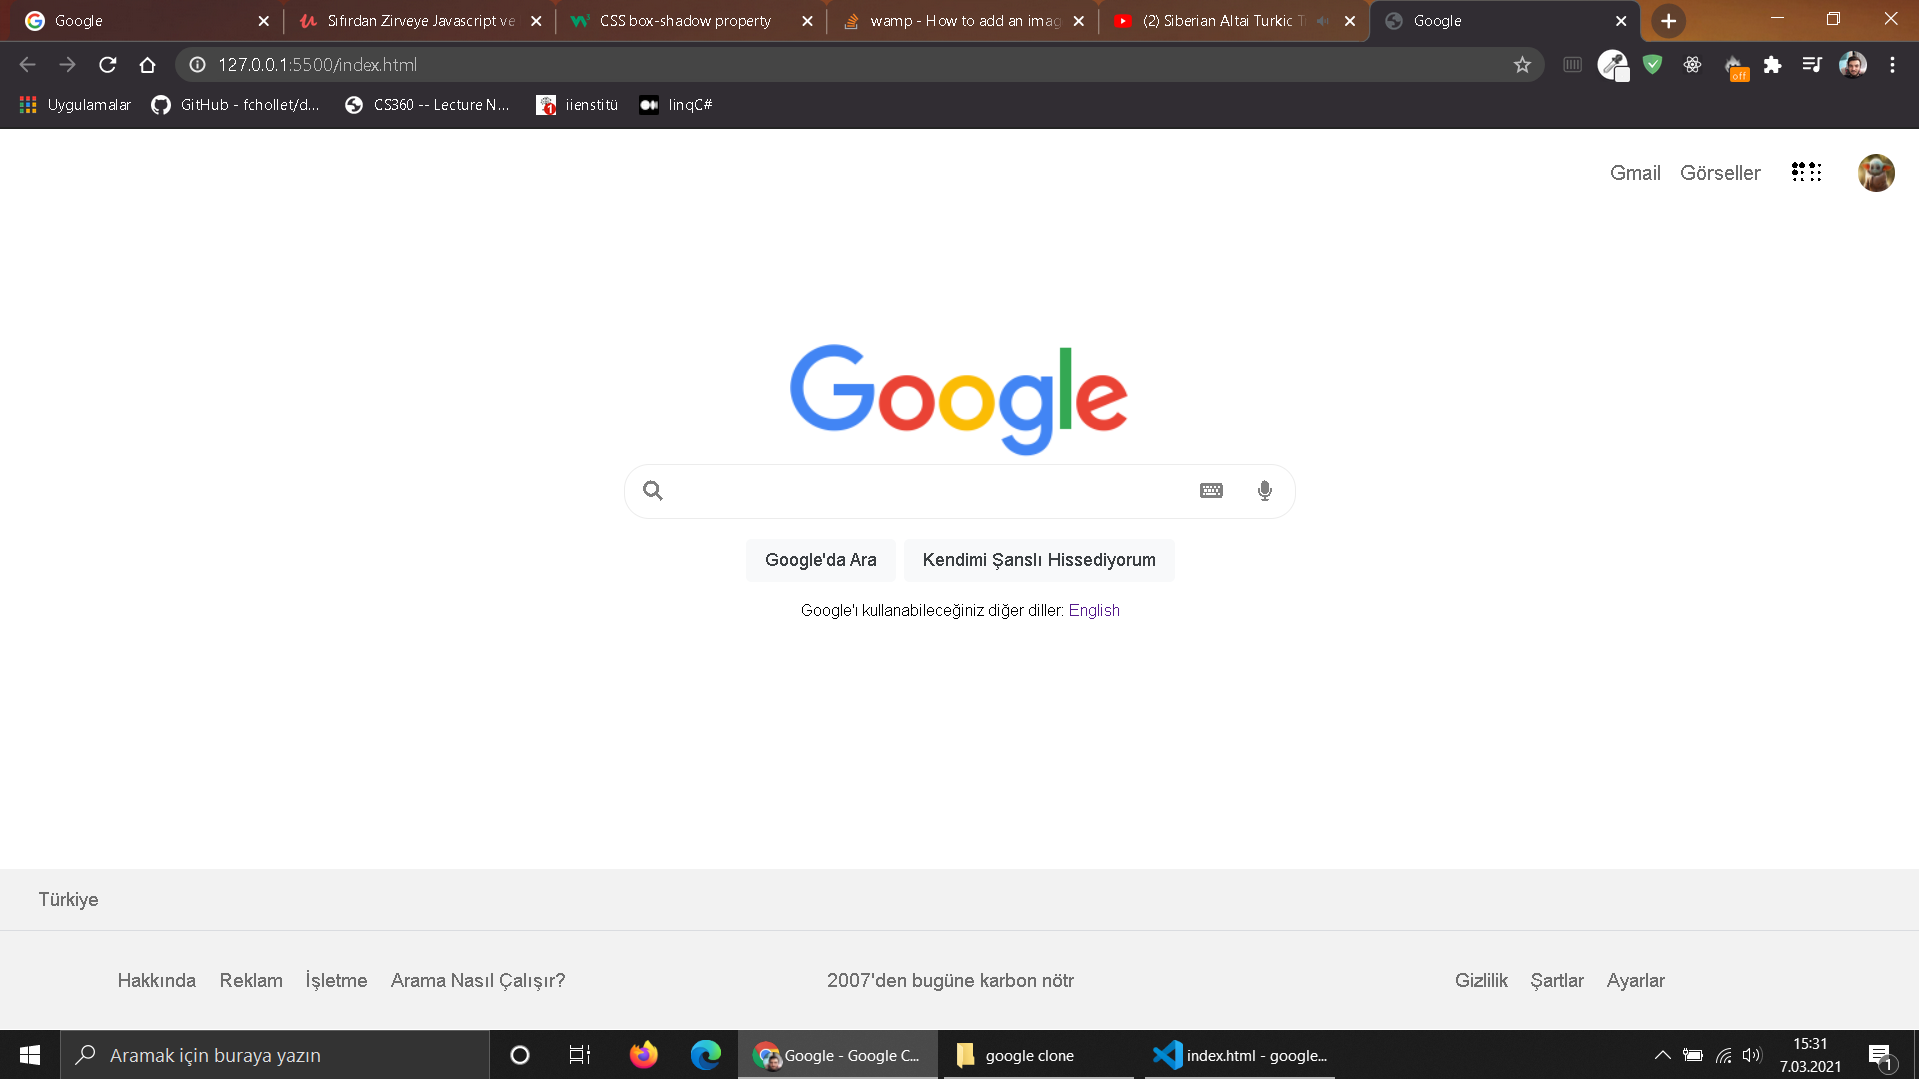 Google
Sıfırdan Zirveye Javascript ve
CSS box-shadow property
wamp - How to add an imag
(2) Siberian Altai Turkic T
Google
127.0.0.1:5500/index.html
off
Uygulamalar
GitHub - fchollet/d...
CS360 -- Lecture N...
iienstitü
linqC#
Gmail Görseller
Google
Google'da Ara
Kendimi Şanslı Hissediyorum
Google'ı kullanabileceğiniz diğer diller: English
Türkiye
Hakkında Reklam İşletme Arama Nasıl Çalışır?
2007'den bugüne karbon nötr
Gizlilik Şartlar Ayarlar
Aramak için buraya yazın
Google - Google C...
google clone
index.html - google...
15:31
7.03.2021
1